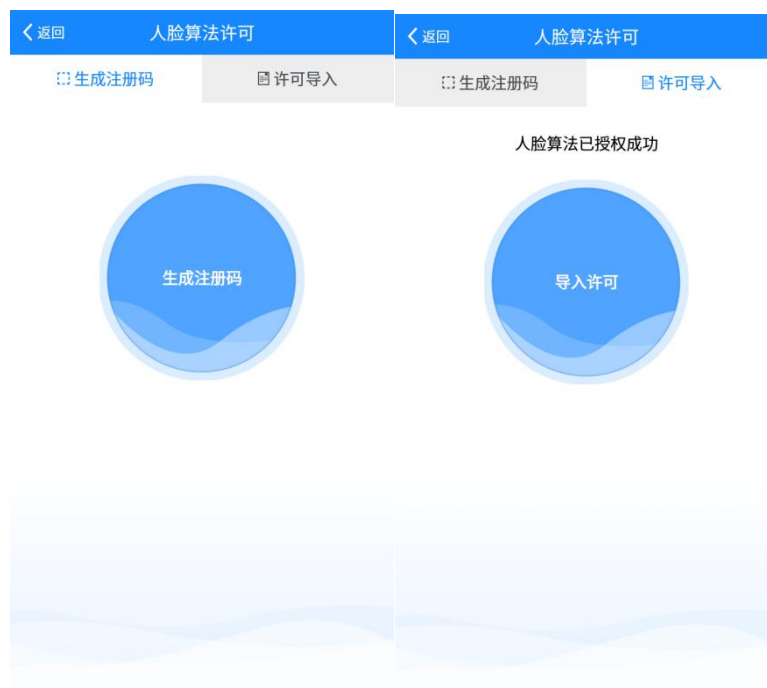 返回
人脸算法许可
生成注册码
许可导入
生成注册码
返回
人脸算法许可
生成注册码
许可导入
人脸算法已授权成功
导入许可